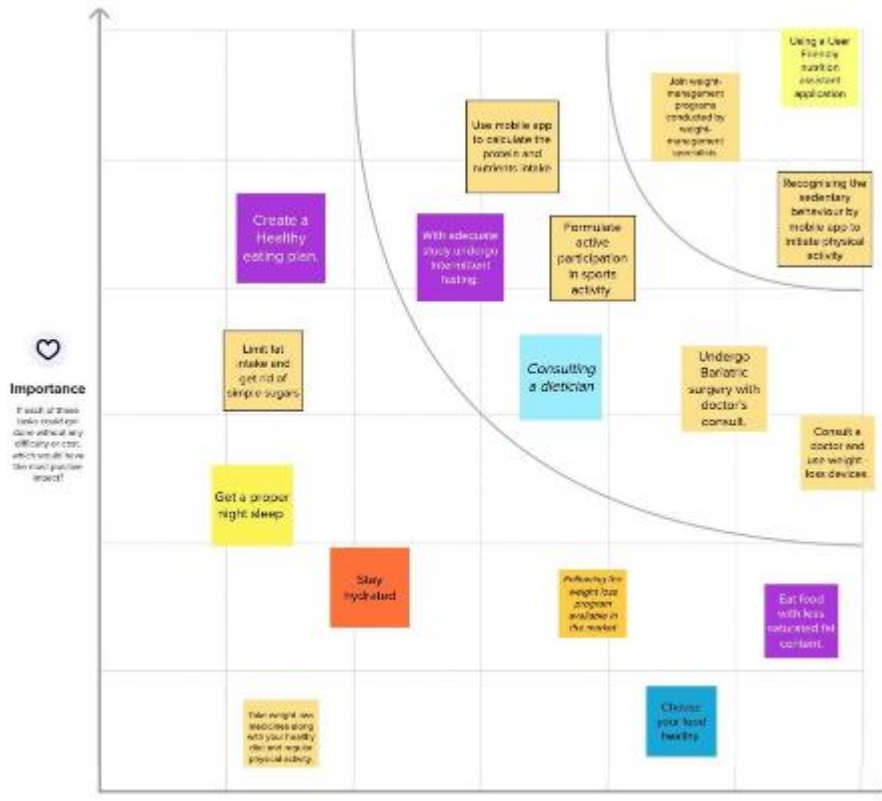 Using a User
Friendly
nutrition
assistant
application
Join weight-
management
programs
conducted by
weight-
management
specialists.
Use mobile app
to calculate the
protein and
nutrients intake
Recognising the
sedentary
behaviour by
mobile app to
initiate physical
activity
Create a
Healthy
eating plan.
With adequate
study undergo
Intermittent
fasting.
Formulate
active
participation
in sports
activity
Limit fat
intake and
get rid of
simple sugars
Consulting
a dietician
Undergo
Bariatric
surgery with
doctor's
consult.
Importance
If each of these
tasks could get
done without any
difficulty or cost,
which would have
the most positive
impact?
Consult a
doctor and
use weight-
loss devices.
Get a proper
night sleep
Stay
hydrated
Following the
weight loss
program
available in
the market
Eat food
with less
saturated fat
content.
Take weight-loss
medicines along
with your healthy
diet and regular
physical activity.
Choose
your food
healthy